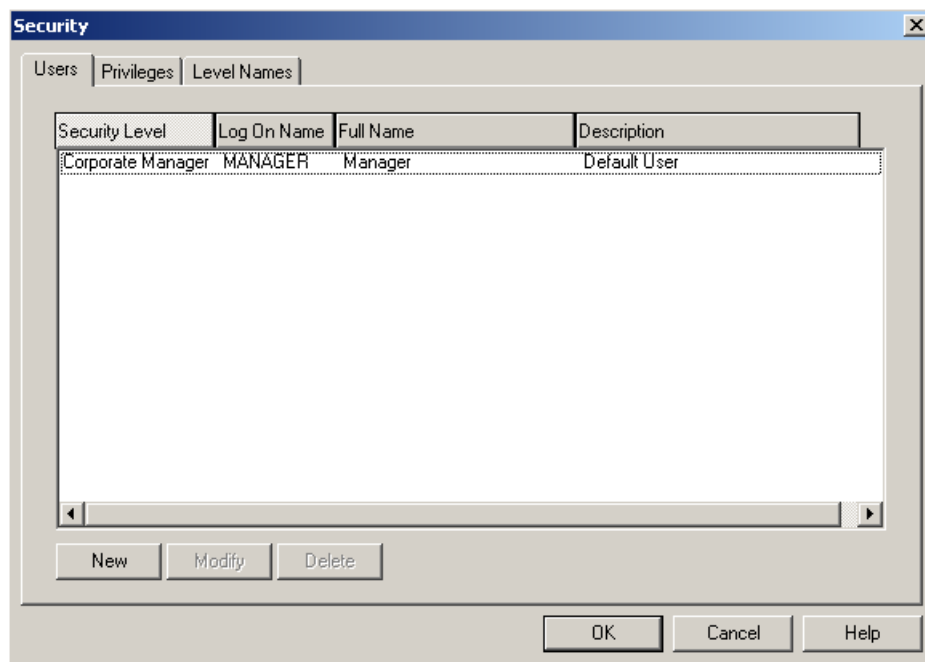 Security
Users Privileges Level Names
Security Level Log On Name Full Name Description
Corporate Manager MANAGER Manager Default User
New Modify Delete
OK Cancel Help